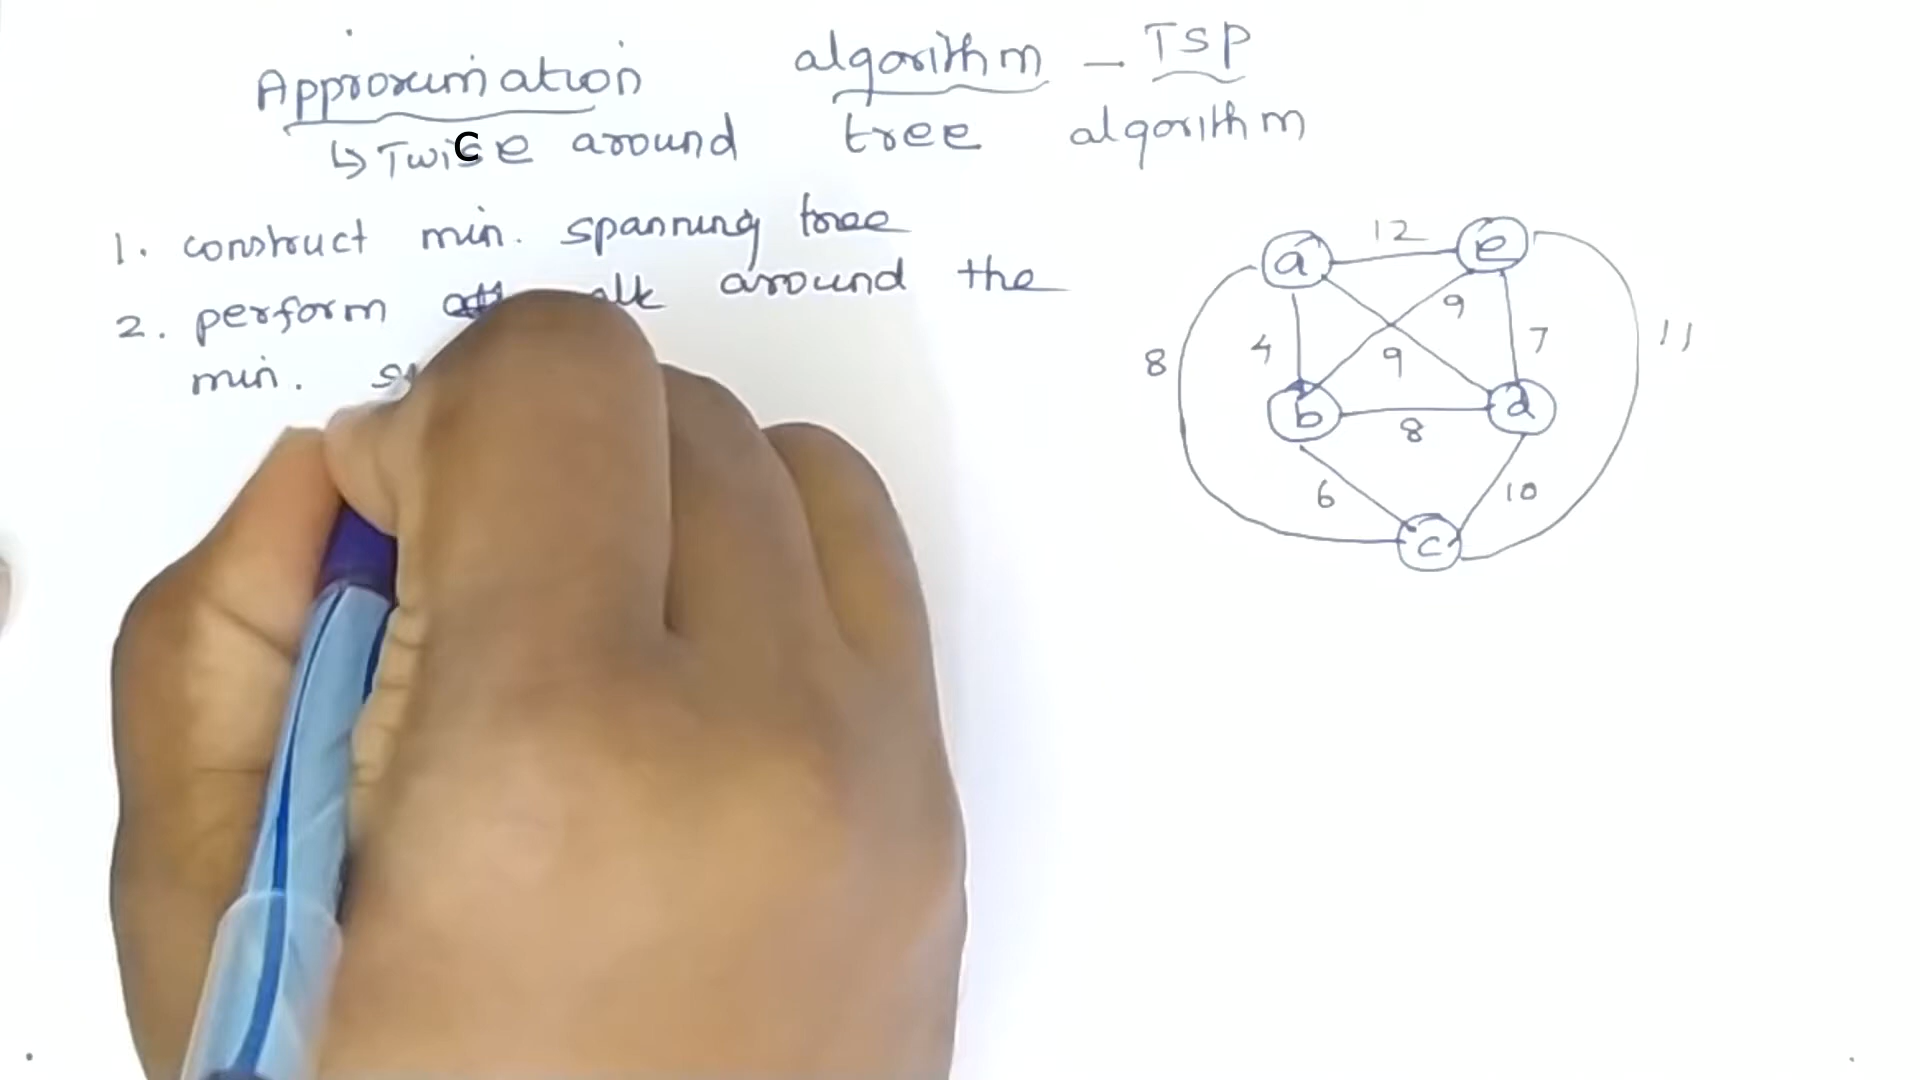 Approximation algorithm - TSP
↳ Twice around tree algorithm
1. construct min. spanning tree
2. perform around the
min.
a 12 e
9
8 4 9 7 11
b 8 d
6 10
c